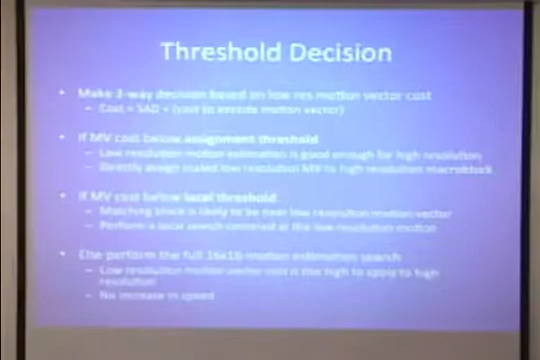 Threshold Decision
• Make 3-way decision based on low res motion vector cost
– Cost = SAD + (cost to encode motion vector)
• If MV cost below assignment threshold
– Low resolution motion estimation is good enough for high resolution
– Directly assign scaled low resolution MV to high resolution macroblock
• If MV cost below local threshold
– Matching block is likely to be near low resolution motion vector
– Perform a local search centered at the low resolution motion
• Else perform the full 16x16 motion estimation search
– Low resolution motion vector cost is too high to apply to high
resolution
– No increase in speed